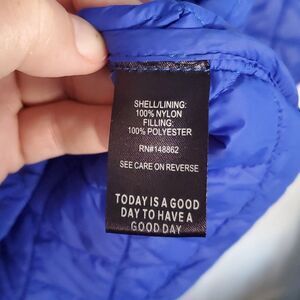 SHELL/LINING:
100% NYLON
FILLING:
100% POLYESTER
RN#148862
SEE CARE ON REVERSE
TODAY IS A GOOD
DAY TO HAVE A
GOOD DAY